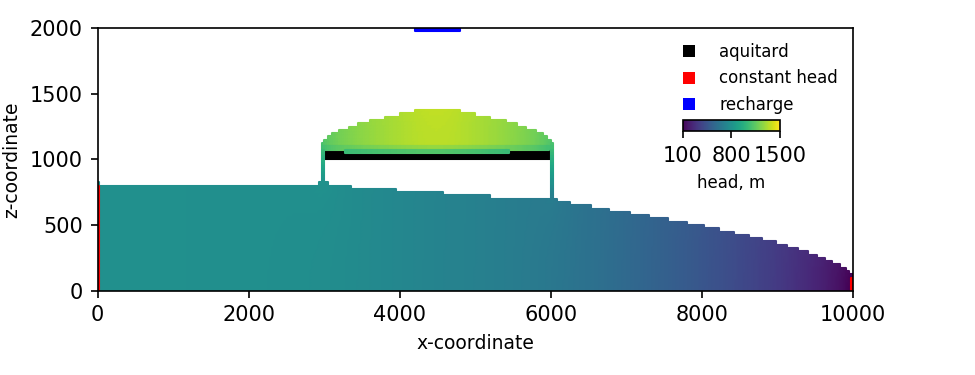 2000
1500
1000
500
0
z-coordinate
0 2000 4000 6000 8000 10000
x-coordinate
aquitard
constant head
recharge
100 800 1500
head, m